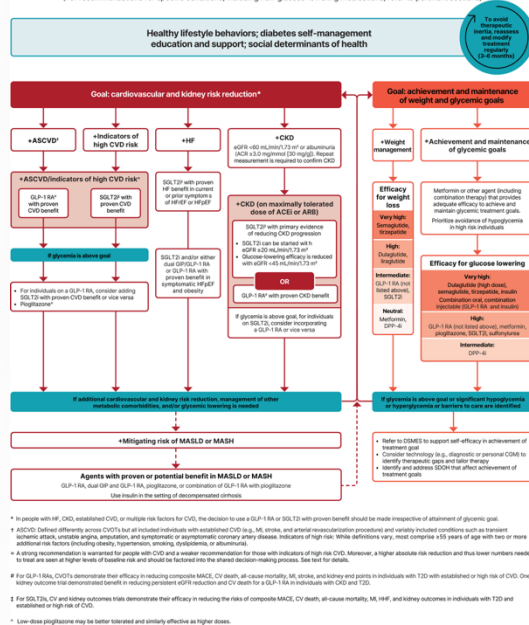 Healthy lifestyle behaviors; diabetes self-management
education and support; social determinants of health
To avoid
therapeutic
inertia, reassess
and modify
treatment
regularly
(3–6 months)
Goal: cardiovascular and kidney risk reduction*
+ASCVD†
+Indicators of
high CVD risk
+HF
+CKD
eGFR <60 mL/min/1.73 m² or albuminuria
(ACR ≥3.0 mg/mmol [30 mg/g]). Repeat
measurement is required to confirm CKD
+ASCVD/indicators of high CVD risk
GLP-1 RA#
with proven
CVD benefit
SGLT2i‡ with
proven CVD
benefit
If glycemia is above goal
• For individuals on a GLP-1 RA, consider adding
SGLT2i with proven CVD benefit or vice versa
• Pioglitazone^
SGLT2i‡ with proven
HF benefit in current
or prior symptoms
of HFrEF or HFpEF
SGLT2i and/or either
dual GIP/GLP-1 RA
or GLP-1 RA with
proven benefit in
symptomatic HFpEF
and obesity
+CKD (on maximally tolerated
dose of ACEi or ARB)
SGLT2i‡ with primary evidence
of reducing CKD progression
• SGLT2i can be started with
eGFR ≥20 mL/min/1.73 m²
• Glucose-lowering efficacy is reduced
with eGFR <45 mL/min/1.73 m²
OR
GLP-1 RA# with proven CKD benefit
If glycemia is above goal, for individuals
on SGLT2i, consider incorporating
a GLP-1 RA or vice versa
Goal: achievement and maintenance
of weight and glycemic goals
+Weight
management
Efficacy
for weight
loss
Very high:
Semaglutide,
tirzepatide
High:
Dulaglutide,
liraglutide
Intermediate:
GLP-1 RA (not
listed above),
SGLT2i
Neutral:
Metformin,
DPP-4i
+Achievement and maintenance
of glycemic goals
Metformin or other agent (including
combination therapy) that provides
adequate efficacy to achieve and
maintain glycemic treatment goals.
Prioritize avoidance of hypoglycemia
in high risk individuals
Efficacy for glucose lowering
Very high:
Dulaglutide (high dose),
semaglutide, tirzepatide, insulin
Combination oral, combination
injectable (GLP-1 RA and insulin)
High:
GLP-1 RA (not listed above), metformin,
pioglitazone, SGLT2i, sulfonylurea
Intermediate:
DPP-4i
If additional cardiovascular and kidney risk reduction, management of other
metabolic comorbidities, and/or glycemic lowering is needed
+Mitigating risk of MASLD or MASH
Agents with proven or potential benefit in MASLD or MASH
GLP-1 RA, dual GIP and GLP-1 RA, pioglitazone, or combination of GLP-1 RA with pioglitazone
Use insulin in the setting of decompensated cirrhosis
If glycemia is above goal or significant hypoglycemia
or hyperglycemia or barriers to care are identified
• Refer to DSMES to support self-efficacy in achievement of
treatment goal
• Consider technology (e.g., diagnostic or personal CGM) to
identify therapeutic gaps and tailor therapy
• Identify and address SDOH that affect achievement of
treatment goals
* In people with HF, CKD, established CVD, or multiple risk factors for CVD, the decision to use a GLP-1 RA or SGLT2i with proven benefit should be made irrespective of attainment of glycemic goal.
† ASCVD: Defined differently across CVOTs but all included individuals with established CVD (e.g., MI, stroke, and arterial revascularization procedure) and variably included conditions such as transient
ischemic attack, unstable angina, amputation, and symptomatic or asymptomatic coronary artery disease. Indicators of high risk: While definitions vary, most comprise ≥55 years of age with two or more
additional risk factors (including obesity, hypertension, smoking, dyslipidemia, or albuminuria).
A strong recommendation is warranted for people with CVD and a weaker recommendation for those with indicators of high risk CVD. Moreover, a higher absolute risk reduction and thus lower numbers needed
to treat are seen at higher levels of baseline risk and should be factored into the shared decision-making process. See text for details.
# For GLP-1 RAs, CVOTs demonstrate their efficacy in reducing composite MACE, CV death, all-cause mortality, MI, stroke, and kidney end points in individuals with T2D with established or high risk of CVD. One
kidney outcome trial demonstrated benefit in reducing persistent eGFR reduction and CV death for a GLP-1 RA in individuals with CKD and T2D.
‡ For SGLT2is, CV and kidney outcomes trials demonstrate their efficacy in reducing the risks of composite MACE, CV death, all-cause mortality, MI, HHF, and kidney outcomes in individuals with T2D and
established or high risk of CVD.
^ Low-dose pioglitazone may be better tolerated and similarly effective as higher doses.